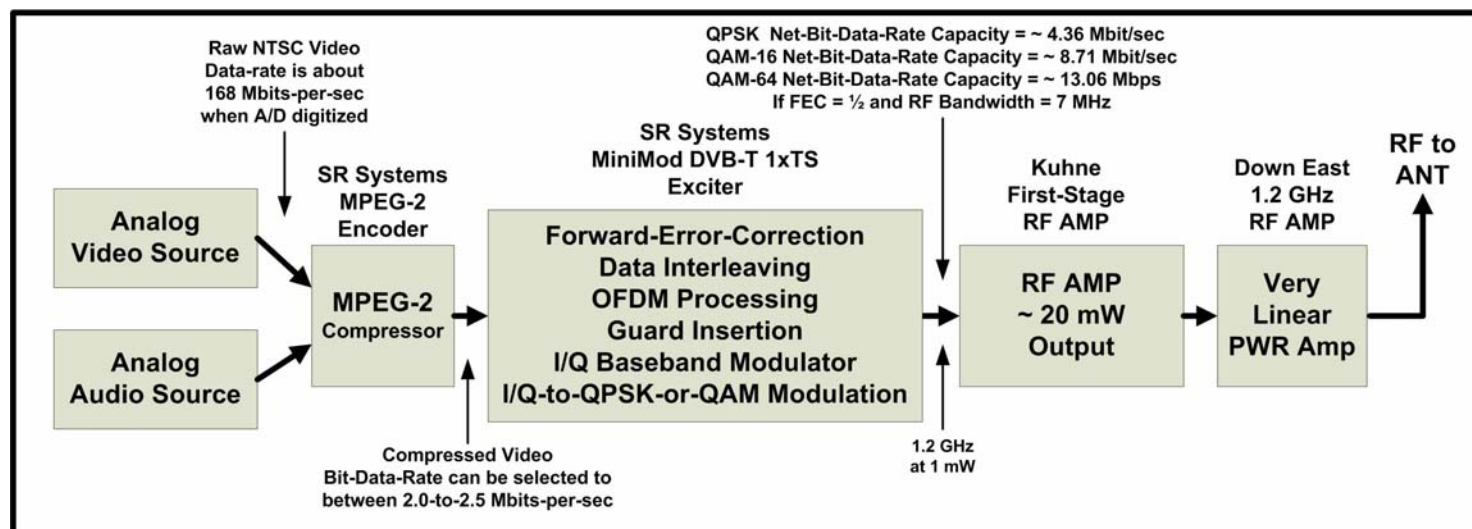 Raw NTSC Video
Data-rate is about
168 Mbits-per-sec
when A/D digitized
QPSK Net-Bit-Data-Rate Capacity = ~ 4.36 Mbit/sec
QAM-16 Net-Bit-Data-Rate Capacity = ~ 8.71 Mbit/sec
QAM-64 Net-Bit-Data-Rate Capacity = ~ 13.06 Mbps
If FEC = ½ and RF Bandwidth = 7 MHz
Analog
Video Source
Analog
Audio Source
SR Systems
MPEG-2
Encoder
MPEG-2
Compressor
Compressed Video
Bit-Data-Rate can be selected to
between 2.0-to-2.5 Mbits-per-sec
SR Systems
MiniMod DVB-T 1xTS
Exciter
Forward-Error-Correction
Data Interleaving
OFDM Processing
Guard Insertion
I/Q Baseband Modulator
I/Q-to-QPSK-or-QAM Modulation
1.2 GHz
at 1 mW
Kuhne
First-Stage
RF AMP
RF AMP
~ 20 mW
Output
Down East
1.2 GHz
RF AMP
Very
Linear
PWR Amp
RF to
ANT